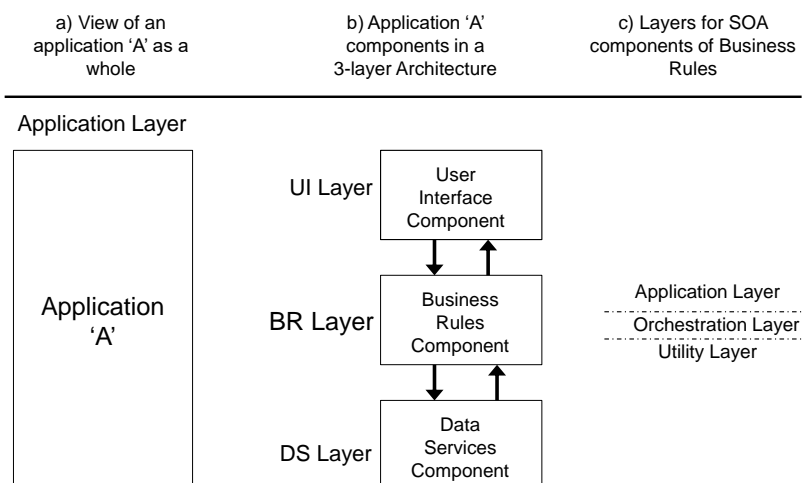 a) View of an
application ‘A’ as a
whole
b) Application ‘A’
components in a
3-layer Architecture
c) Layers for SOA
components of Business
Rules
Application Layer
Application
‘A’
UI Layer
User
Interface
Component
BR Layer
Business
Rules
Component
DS Layer
Data
Services
Component
Application Layer
Orchestration Layer
Utility Layer